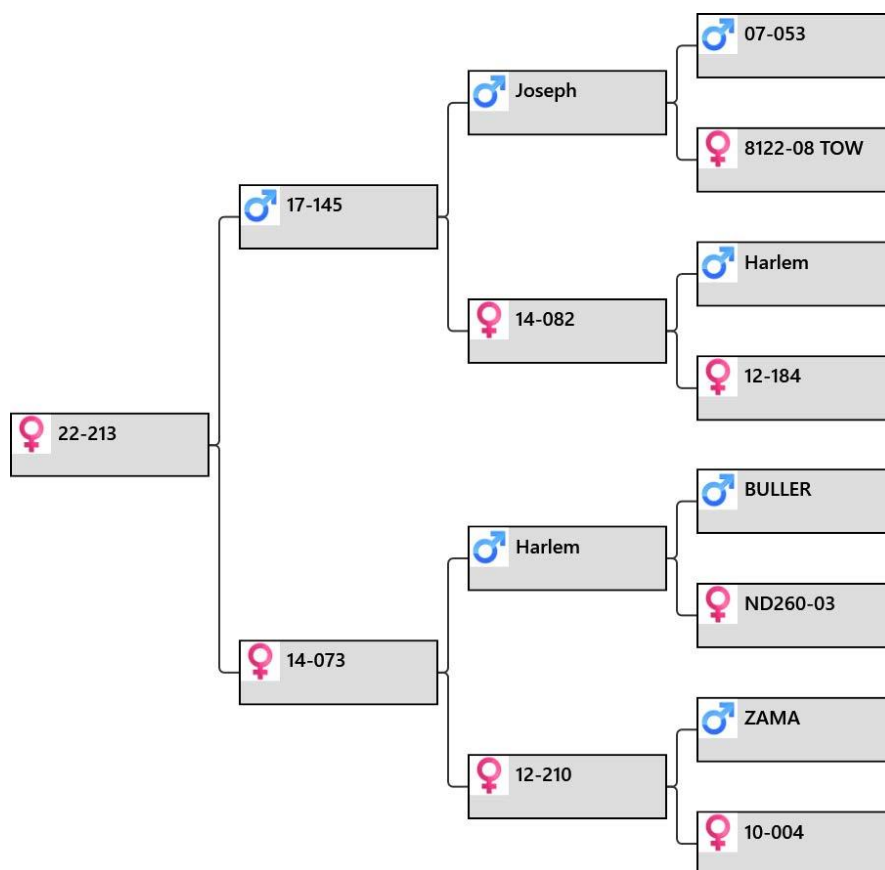 07-053
Joseph
8122-08 TOW
17-145
Harlem
14-082
12-184
22-213
BULLER
Harlem
ND260-03
14-073
ZAMA
12-210
10-004